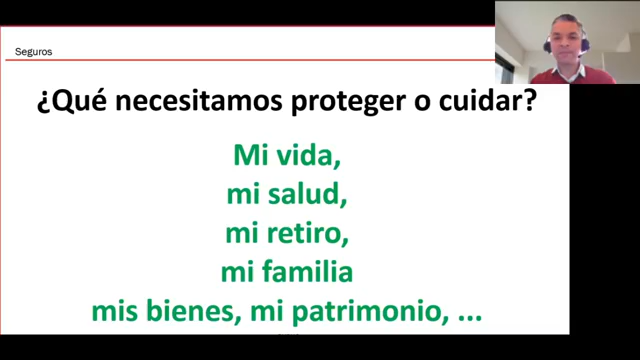 Seguros
¿Qué necesitamos proteger o cuidar?
Mi vida,
mi salud,
mi retiro,
mi familia
mis bienes, mi patrimonio, ...